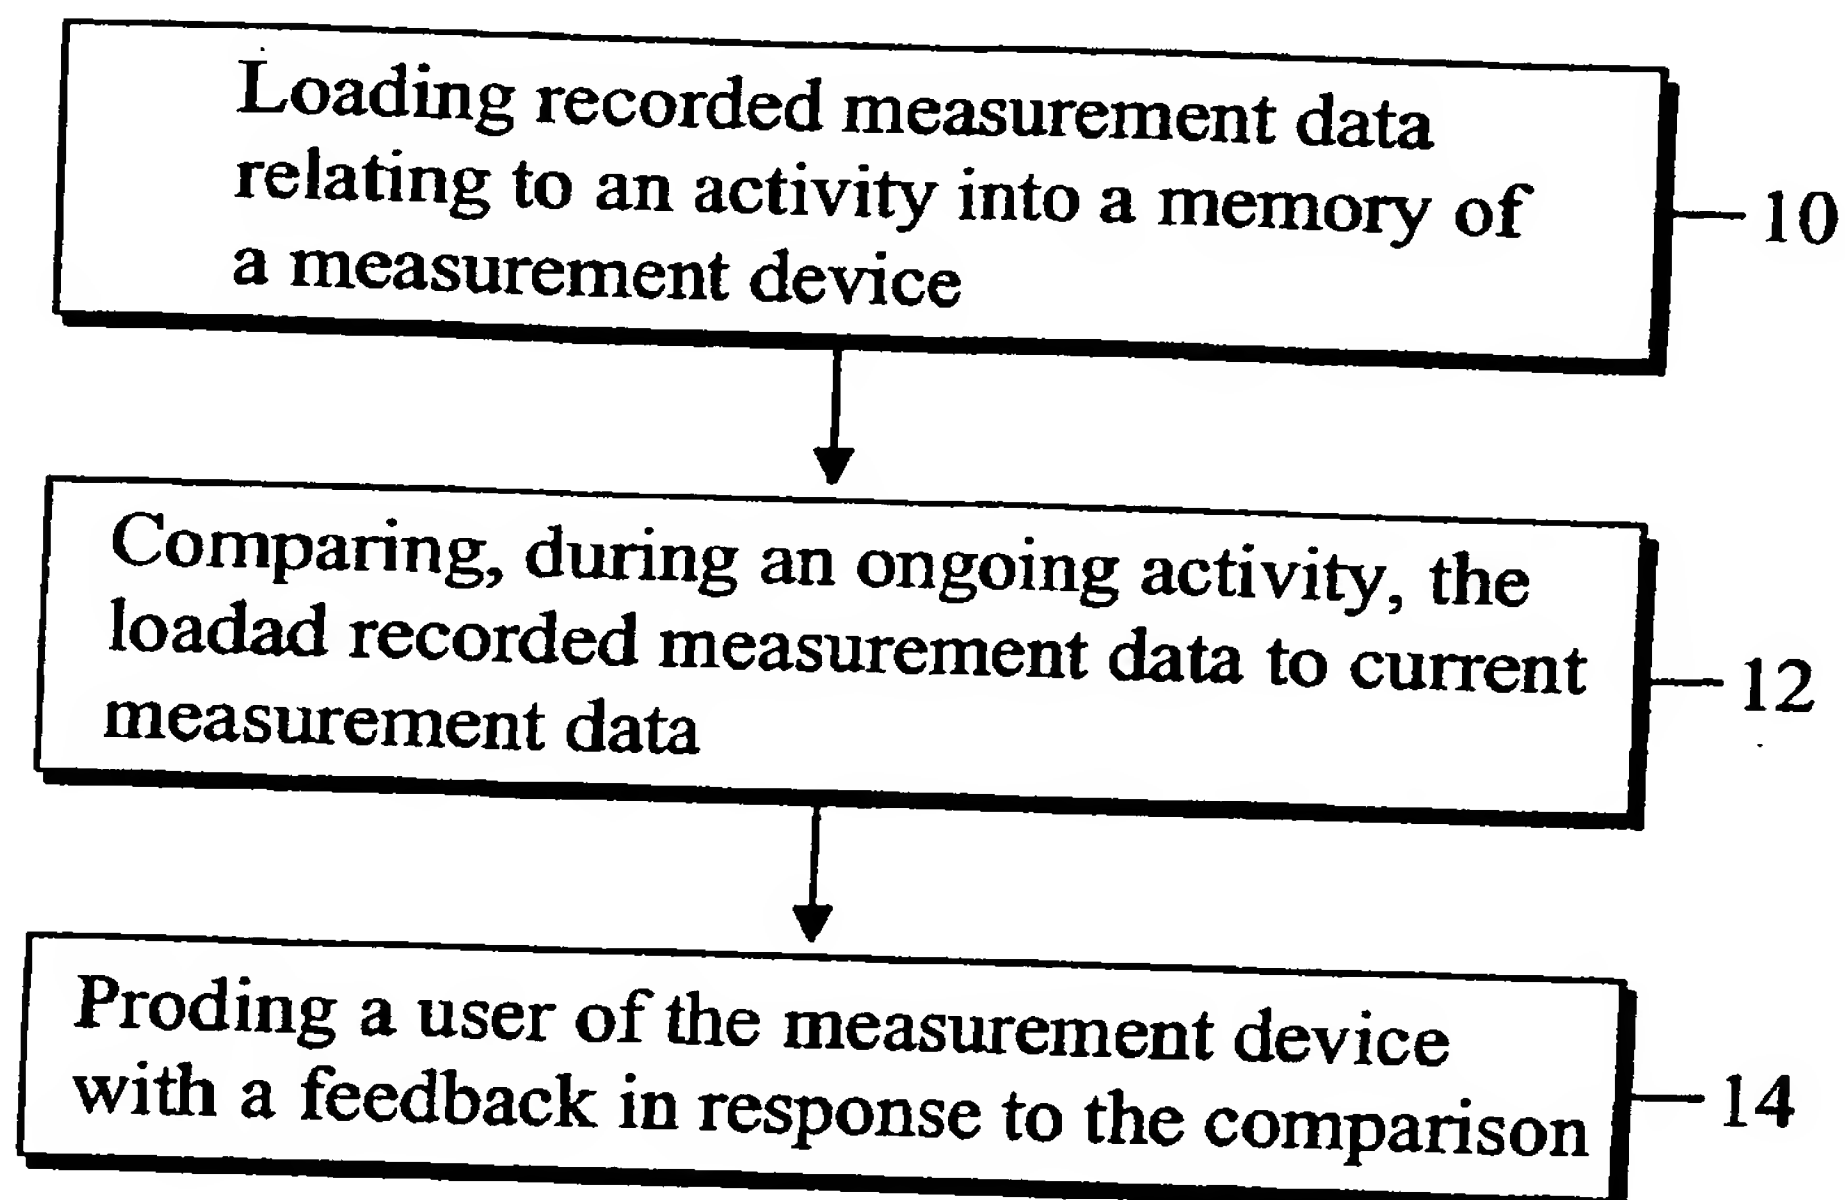 Loading recorded measurement data
relating to an activity into a memory of
a measurement device
10
Comparing, during an ongoing activity, the
loadad recorded measurement data to current
measurement data
12
Proding a user of the measurement device
with a feedback in response to the comparison
14